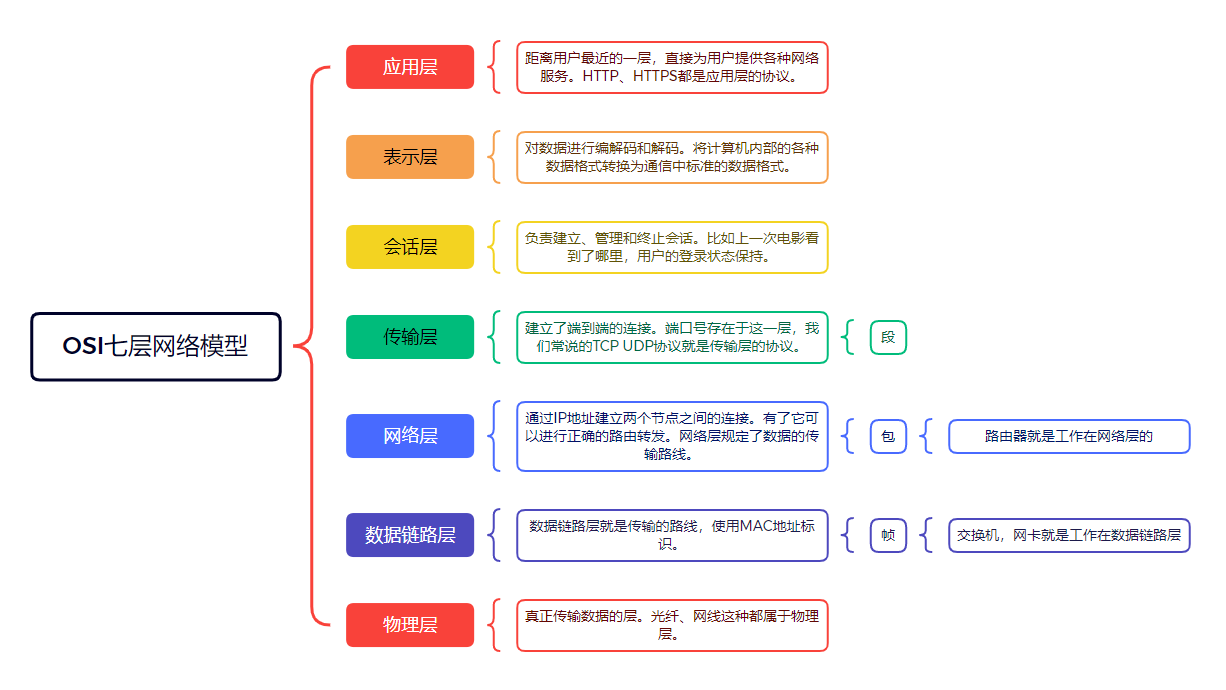 应用层
距离用户最近的一层，直接为用户提供各种网络
服务。HTTP、HTTPS都是应用层的协议。
表示层
对数据进行编解码和解码。将计算机内部的各种
数据格式转换为通信中标准的数据格式。
会话层
负责建立、管理和终止会话。比如上一次电影看
到了哪里，用户的登录状态保持。
OSI七层网络模型
传输层
建立了端到端的连接。端口号存在于这一层，我
们常说的TCP UDP协议就是传输层的协议。
段
网络层
通过IP地址建立两个节点之间的连接。有了它可
以进行正确的路由转发。网络层规定了数据的传
输路线。
包
路由器就是工作在网络层的
数据链路层
数据链路层就是传输的路线，使用MAC地址标
识。
帧
交换机，网卡就是工作在数据链路层
物理层
真正传输数据的层。光纤、网线这种都属于物理
层。